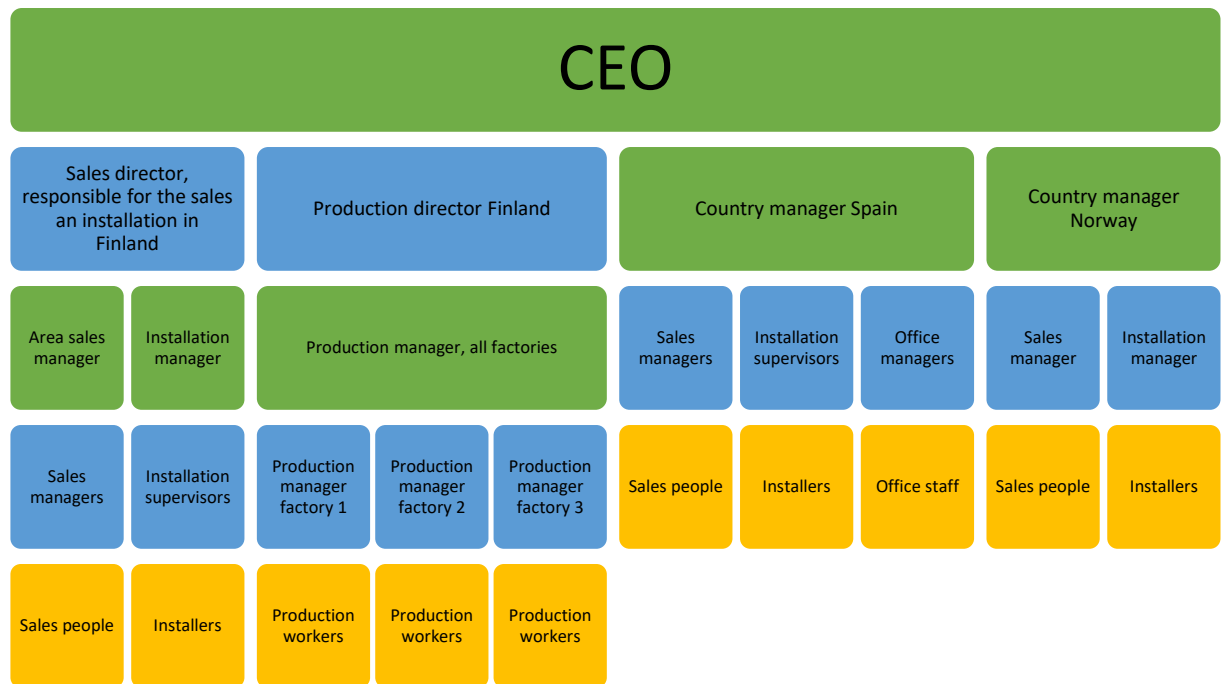 CEO
Sales director,
responsible for the sales
an installation in
Finland
Production director Finland
Country manager Spain
Country manager
Norway
Area sales
manager
Installation
manager
Production manager, all factories
Sales
managers
Installation
supervisors
Office
managers
Sales
manager
Installation
manager
Sales
managers
Installation
supervisors
Production
manager
factory 1
Production
manager
factory 2
Production
manager
factory 3
Sales people
Installers
Office staff
Sales people
Installers
Sales people
Installers
Production
workers
Production
workers
Production
workers